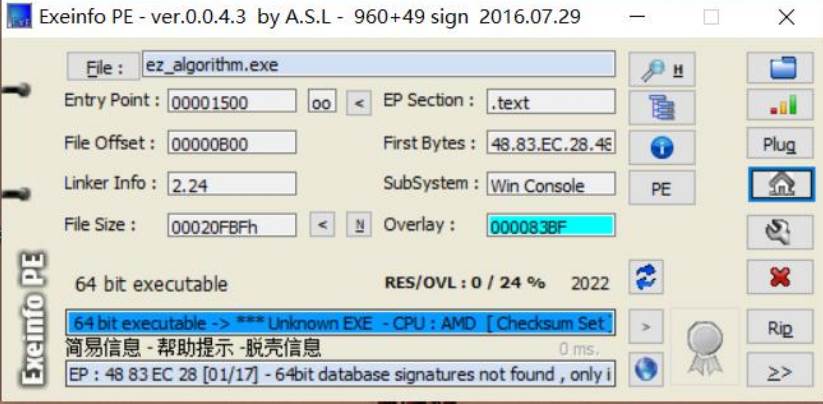 Exeinfo PE - ver.0.0.4.3 by A.S.L - 960+49 sign 2016.07.29
File : ez_algorithm.exe H
Entry Point : 00001500 oo < EP Section : .text
File Offset : 00000B00 First Bytes : 48.83.EC.28.48 Plug
Linker Info : 2.24 SubSystem : Win Console PE
File Size : 00020FBFh < N Overlay : 000083BF
64 bit executable RES/OVL : 0 / 24 % 2022
64 bit executable -> *** Unknown EXE - CPU : AMD [ Checksum Set ] > Rip
简易信息 - 帮助提示 -脱壳信息 0 ms.
EP : 48 83 EC 28 [01/17] - 64bit database signatures not found , only i >>
Exeinfo PE